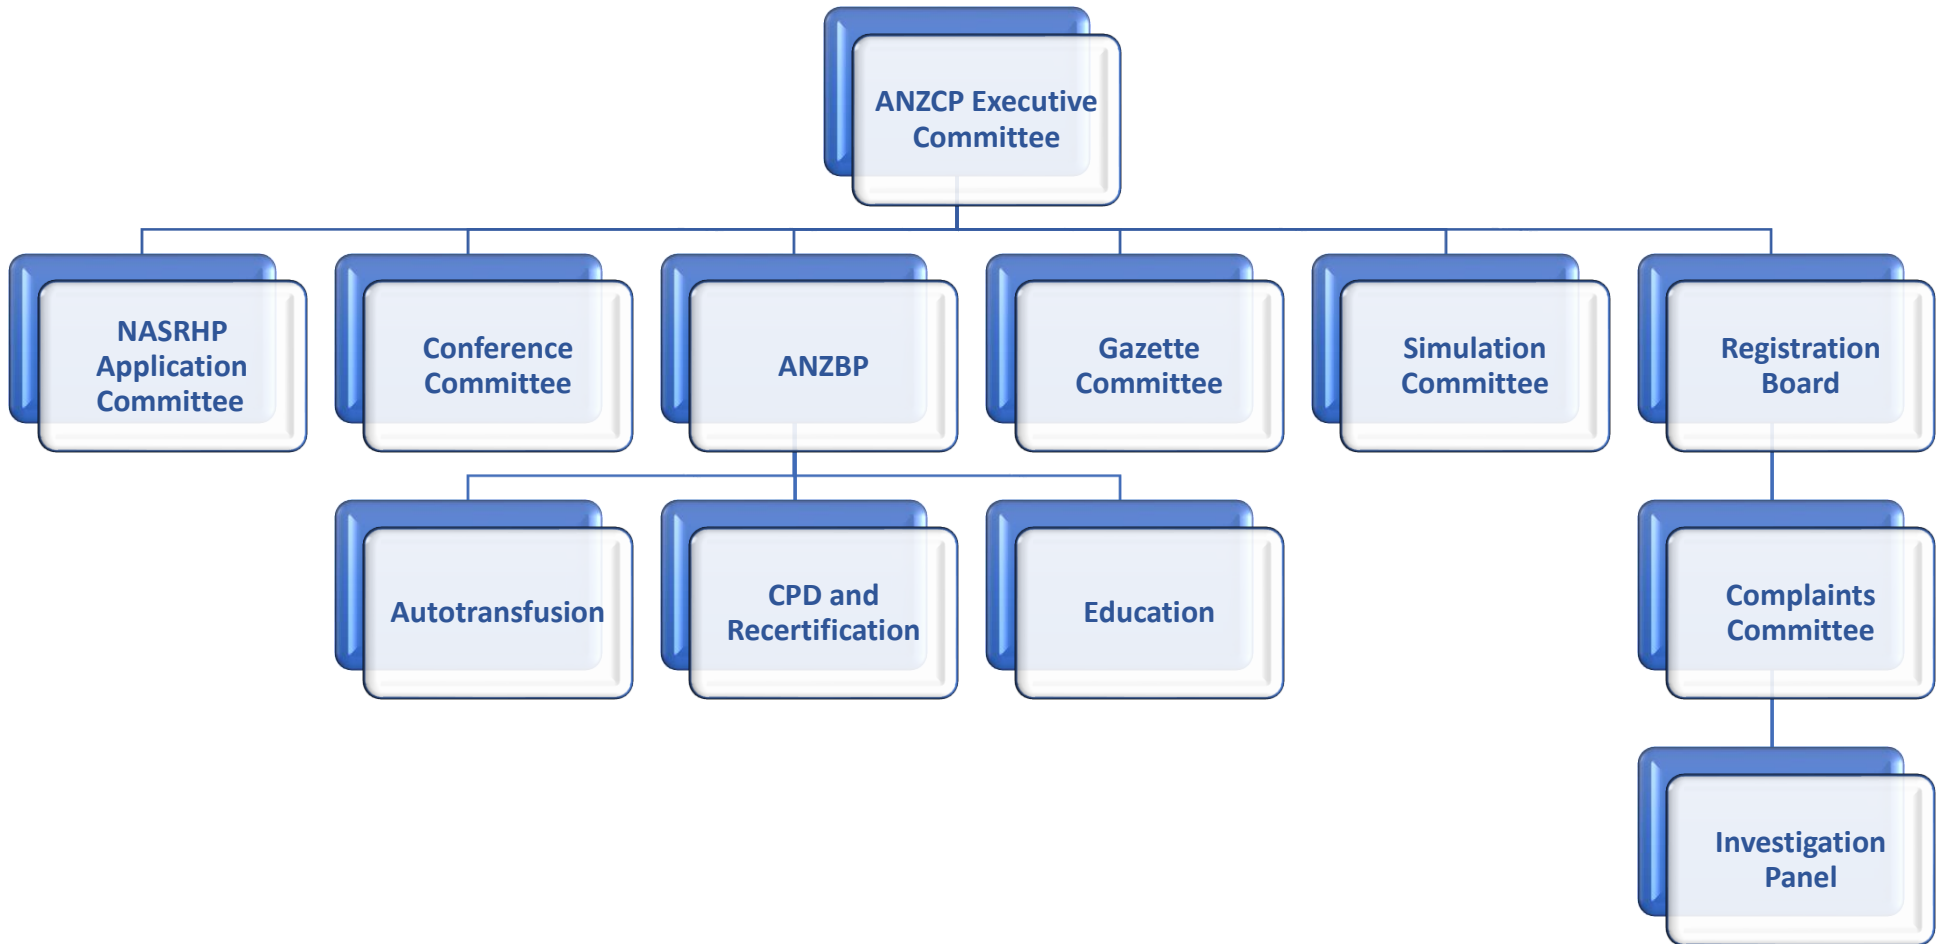 ANZCP Executive
Committee
NASRHP
Application
Committee
Conference
Committee
ANZBP
Gazette
Committee
Simulation
Committee
Registration
Board
Autotransfusion
CPD and
Recertification
Education
Complaints
Committee
Investigation
Panel